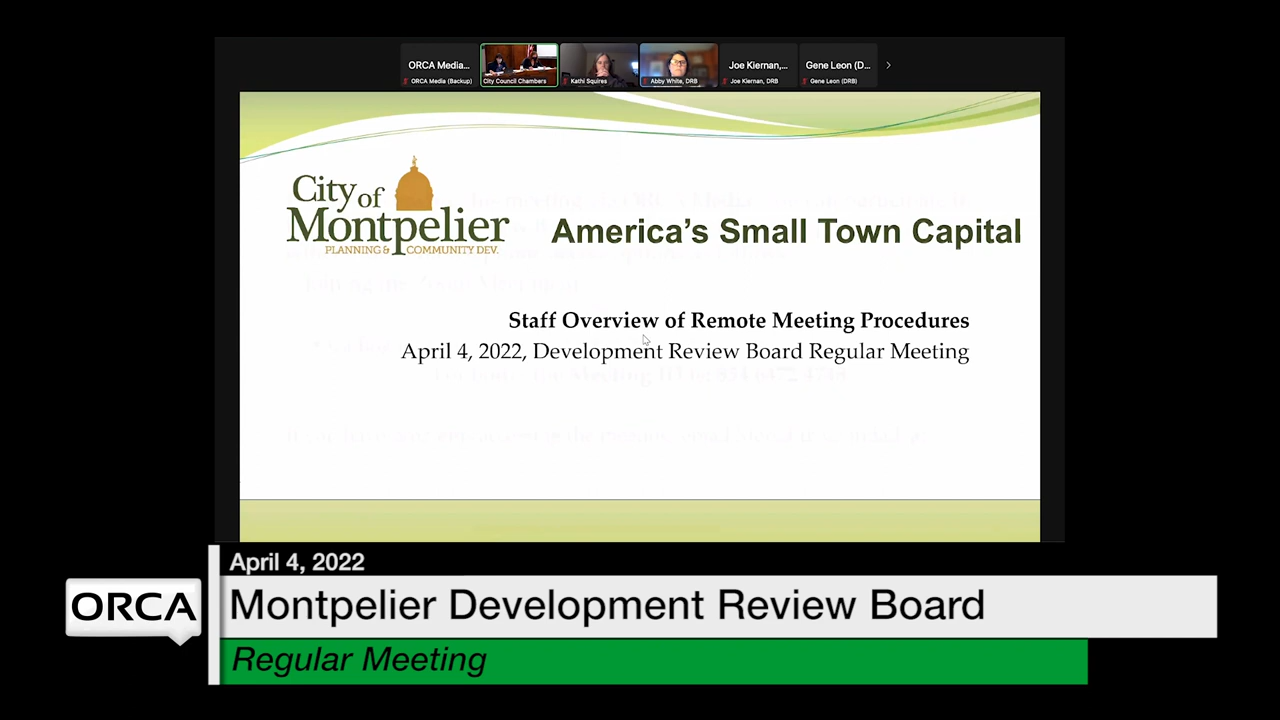 ORCA Media...
ORCA Media (Backup)
City Council Chambers
Kathi Squires
Abby White, DRB
Joe Kiernan,...
Joe Kiernan, DRB
Gene Leon (D...
Gene Leon (DRB)
City of
Montpelier
PLANNING & COMMUNITY DEV.
America's Small Town Capital
Staff Overview of Remote Meeting Procedures
April 4, 2022, Development Review Board Regular Meeting
April 4, 2022
ORCA
Montpelier Development Review Board
Regular Meeting